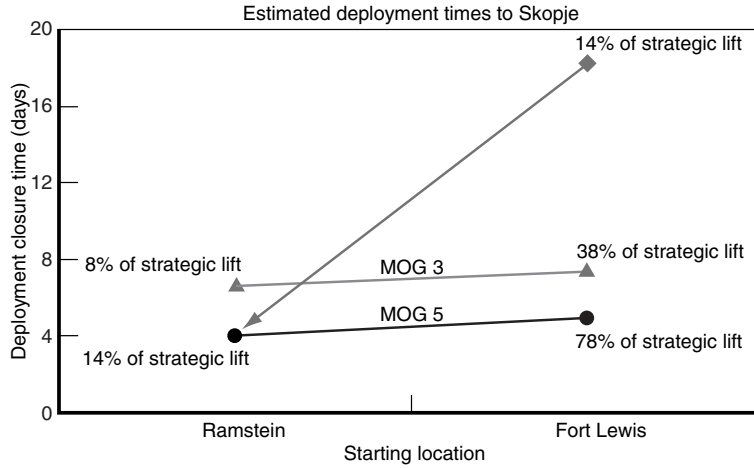 Estimated deployment times to Skopje
20
16
12
8
4
0
Deployment closure time (days)
14% of strategic lift
8% of strategic lift
MOG 3
38% of strategic lift
MOG 5
14% of strategic lift
78% of strategic lift
Ramstein
Fort Lewis
Starting location